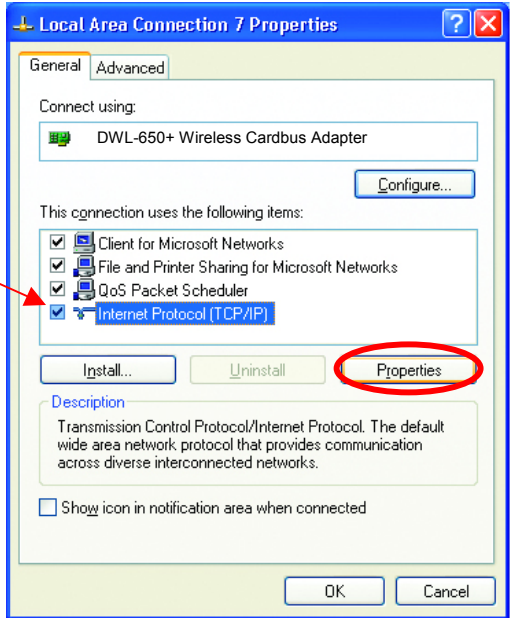 Local Area Connection 7 Properties
General Advanced
Connect using:
DWL-650+ Wireless Cardbus Adapter
Configure...
This connection uses the following items:
Client for Microsoft Networks
File and Printer Sharing for Microsoft Networks
QoS Packet Scheduler
Internet Protocol (TCP/IP)
Install... Uninstall Properties
Description
Transmission Control Protocol/Internet Protocol. The default
wide area network protocol that provides communication
across diverse interconnected networks.
Show icon in notification area when connected
OK Cancel